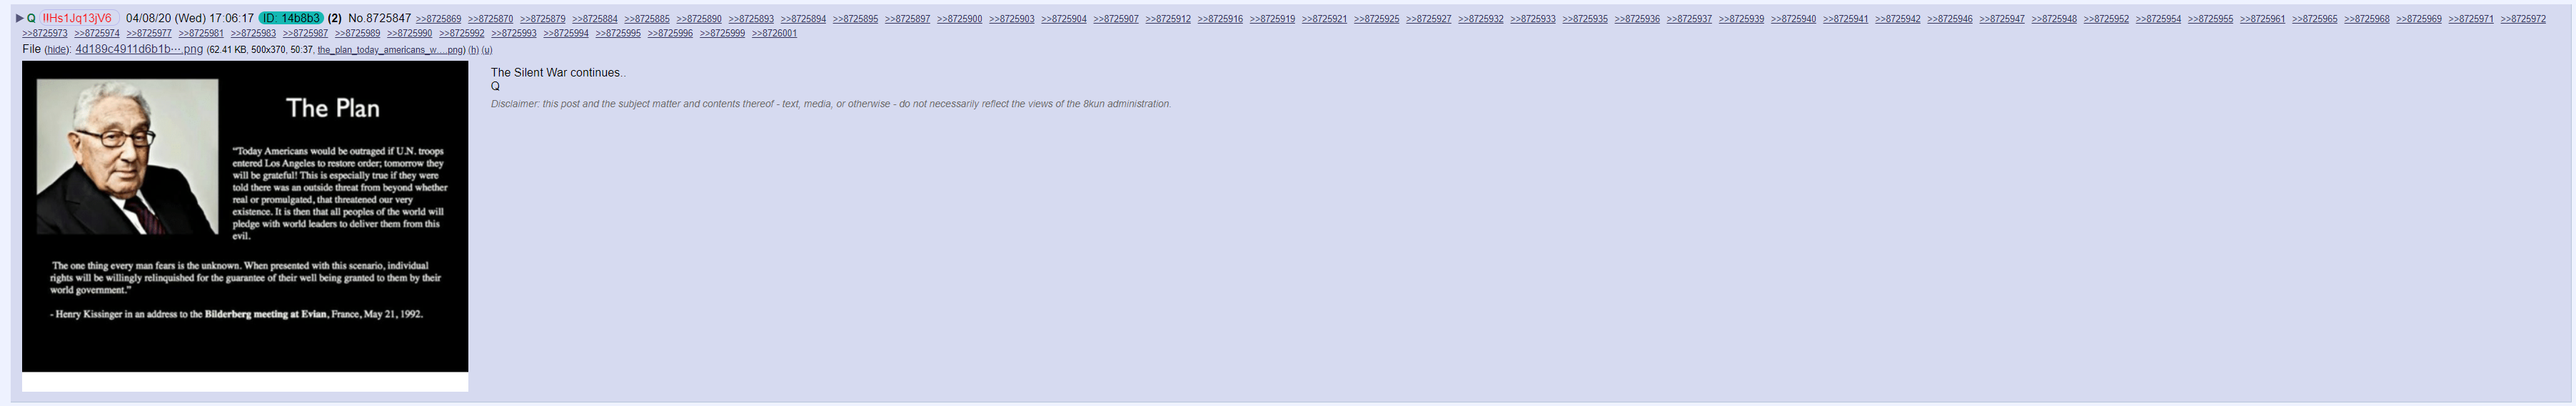 ▶ Q !!Hs1Jq13jV6 04/08/20 (Wed) 17:06:17 ID: 14b8b3 (2) No.8725847 >>8725869 >>8725870 >>8725879 >>8725884 >>8725885 >>8725890 >>8725893 >>8725894 >>8725895 >>8725897 >>8725900 >>8725903 >>8725904 >>8725907 >>8725912 >>8725916 >>8725919 >>8725921 >>8725925 >>8725927 >>8725932 >>8725933 >>8725935 >>8725936 >>8725937 >>8725939 >>8725940 >>8725941 >>8725942 >>8725946 >>8725947 >>8725948 >>8725952 >>8725954 >>8725955 >>8725961 >>8725965 >>8725968 >>8725969 >>8725971 >>8725972
>>8725973 >>8725974 >>8725977 >>8725981 >>8725983 >>8725987 >>8725989 >>8725990 >>8725992 >>8725993 >>8725994 >>8725995 >>8725996 >>8725999 >>8726001
File (hide): 4d189c4911d6b1b⋯.png (62.41 KB, 500x370, 50:37, the_plan_today_americans_w….png) (h) (u)
The Silent War continues..
Q
Disclaimer: this post and the subject matter and contents thereof - text, media, or otherwise - do not necessarily reflect the views of the 8kun administration.
The Plan
"Today Americans would be outraged if U.N. troops
entered Los Angeles to restore order; tomorrow they
will be grateful! This is especially true if they were
told there was an outside threat from beyond whether
real or promulgated, that threatened our very
existence. It is then that all peoples of the world will
pledge with world leaders to deliver them from this
evil.
The one thing every man fears is the unknown. When presented with this scenario, individual
rights will be willingly relinquished for the guarantee of their well being granted to them by their
world government."
- Henry Kissinger in an address to the Bilderberg meeting at Evian, France, May 21, 1992.